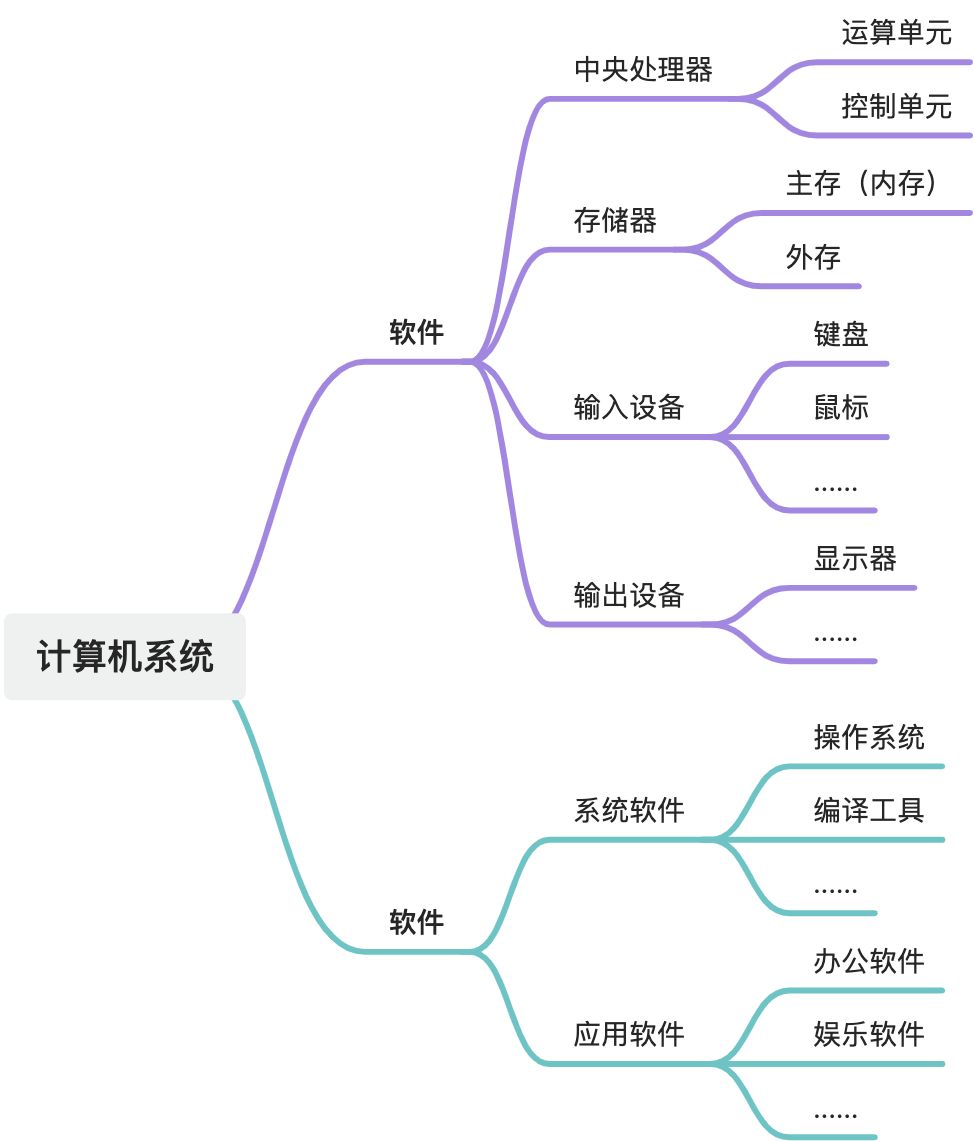 计算机系统
软件
中央处理器
运算单元
控制单元
存储器
主存（内存）
外存
输入设备
键盘
鼠标
......
输出设备
显示器
......
软件
系统软件
操作系统
编译工具
......
应用软件
办公软件
娱乐软件
......